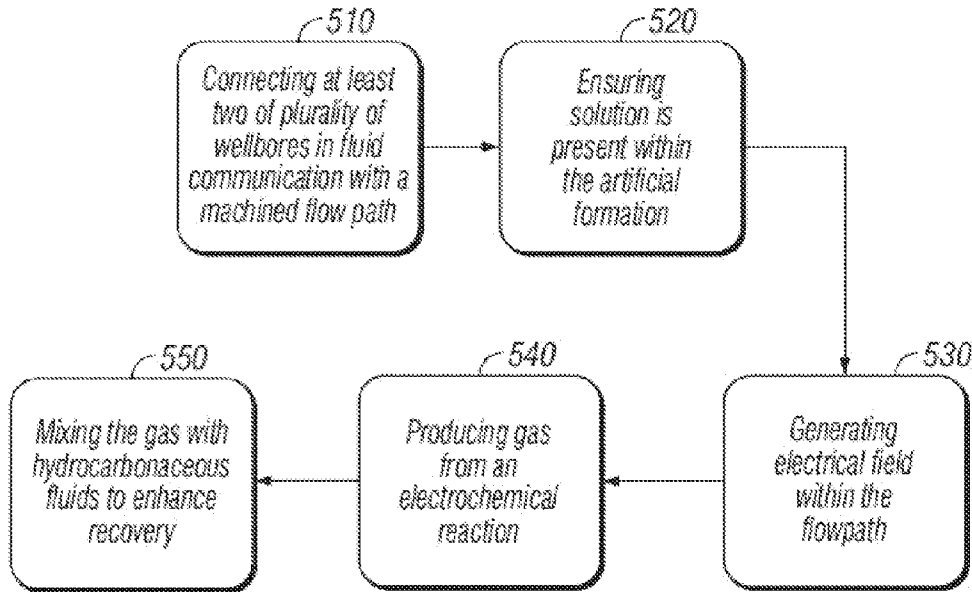 510
Connecting at least
two of plurality of
wellbores in fluid
communication with a
machined flow path
520
Ensuring
solution is
present within
the artificial
formation
530
Generating
electrical field
within the
flowpath
540
Producing gas
from an
electrochemical
reaction
550
Mixing the gas with
hydrocarbonaceous
fluids to enhance
recovery